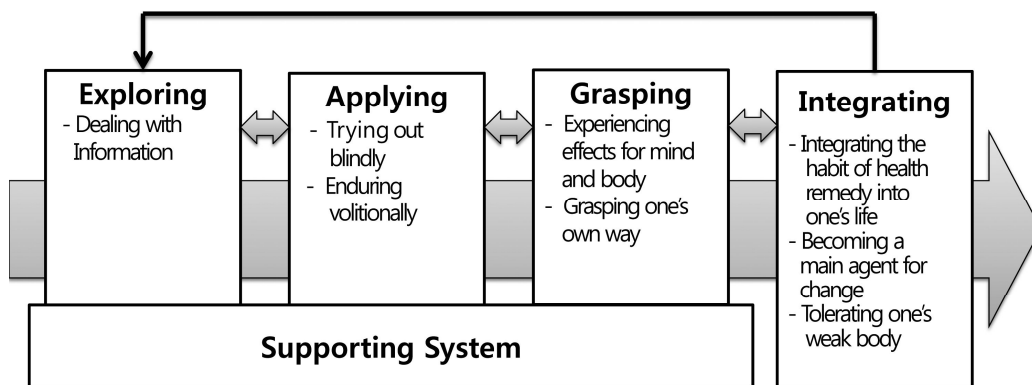 Exploring
- Dealing with
Information
Applying
- Trying out
blindly
- Enduring
volitionally
Grasping
- Experiencing
effects for mind
and body
- Grasping one's
own way
Integrating
- Integrating the
habit of health
remedy into
one's life
- Becoming a
main agent for
change
- Tolerating one's
weak body
Supporting System